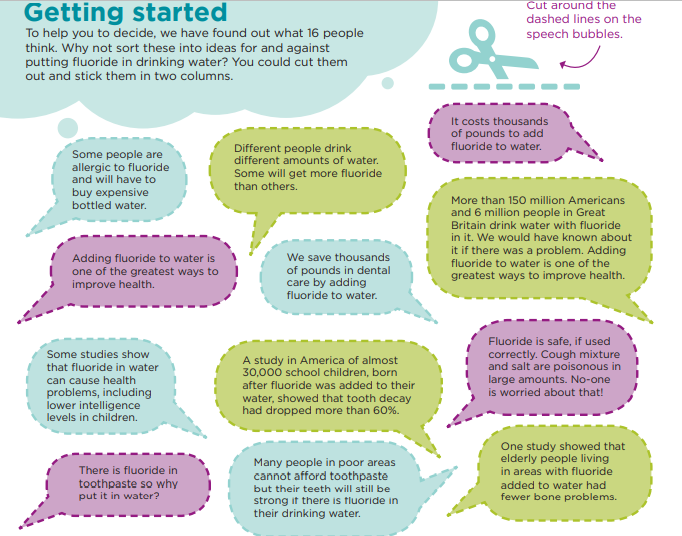 Getting started
To help you to decide, we have found out what 16 people
think. Why not sort these into ideas for and against
putting fluoride in drinking water? You could cut them
out and stick them in two columns.
Cut around the
dashed lines on the
speech bubbles.
Some people are
allergic to fluoride
and will have to
buy expensive
bottled water.
Different people drink
different amounts of water.
Some will get more fluoride
than others.
It costs thousands
of pounds to add
fluoride to water.
Adding fluoride to water is
one of the greatest ways to
improve health.
We save thousands
of pounds in dental
care by adding
fluoride to water.
More than 150 million Americans
and 6 million people in Great
Britain drink water with fluoride
in it. We would have known about
it if there was a problem. Adding
fluoride to water is one of the
greatest ways to improve health.
Some studies show
that fluoride in water
can cause health
problems, including
lower intelligence
levels in children.
A study in America of almost
30,000 school children, born
after fluoride was added to their
water, showed that tooth decay
had dropped more than 60%.
Fluoride is safe, if used
correctly. Cough mixture
and salt are poisonous in
large amounts. No-one
is worried about that!
There is fluoride in
toothpaste so why
put it in water?
Many people in poor areas
cannot afford toothpaste
but their teeth will still be
strong if there is fluoride in
their drinking water.
One study showed that
elderly people living
in areas with fluoride
added to water had
fewer bone problems.